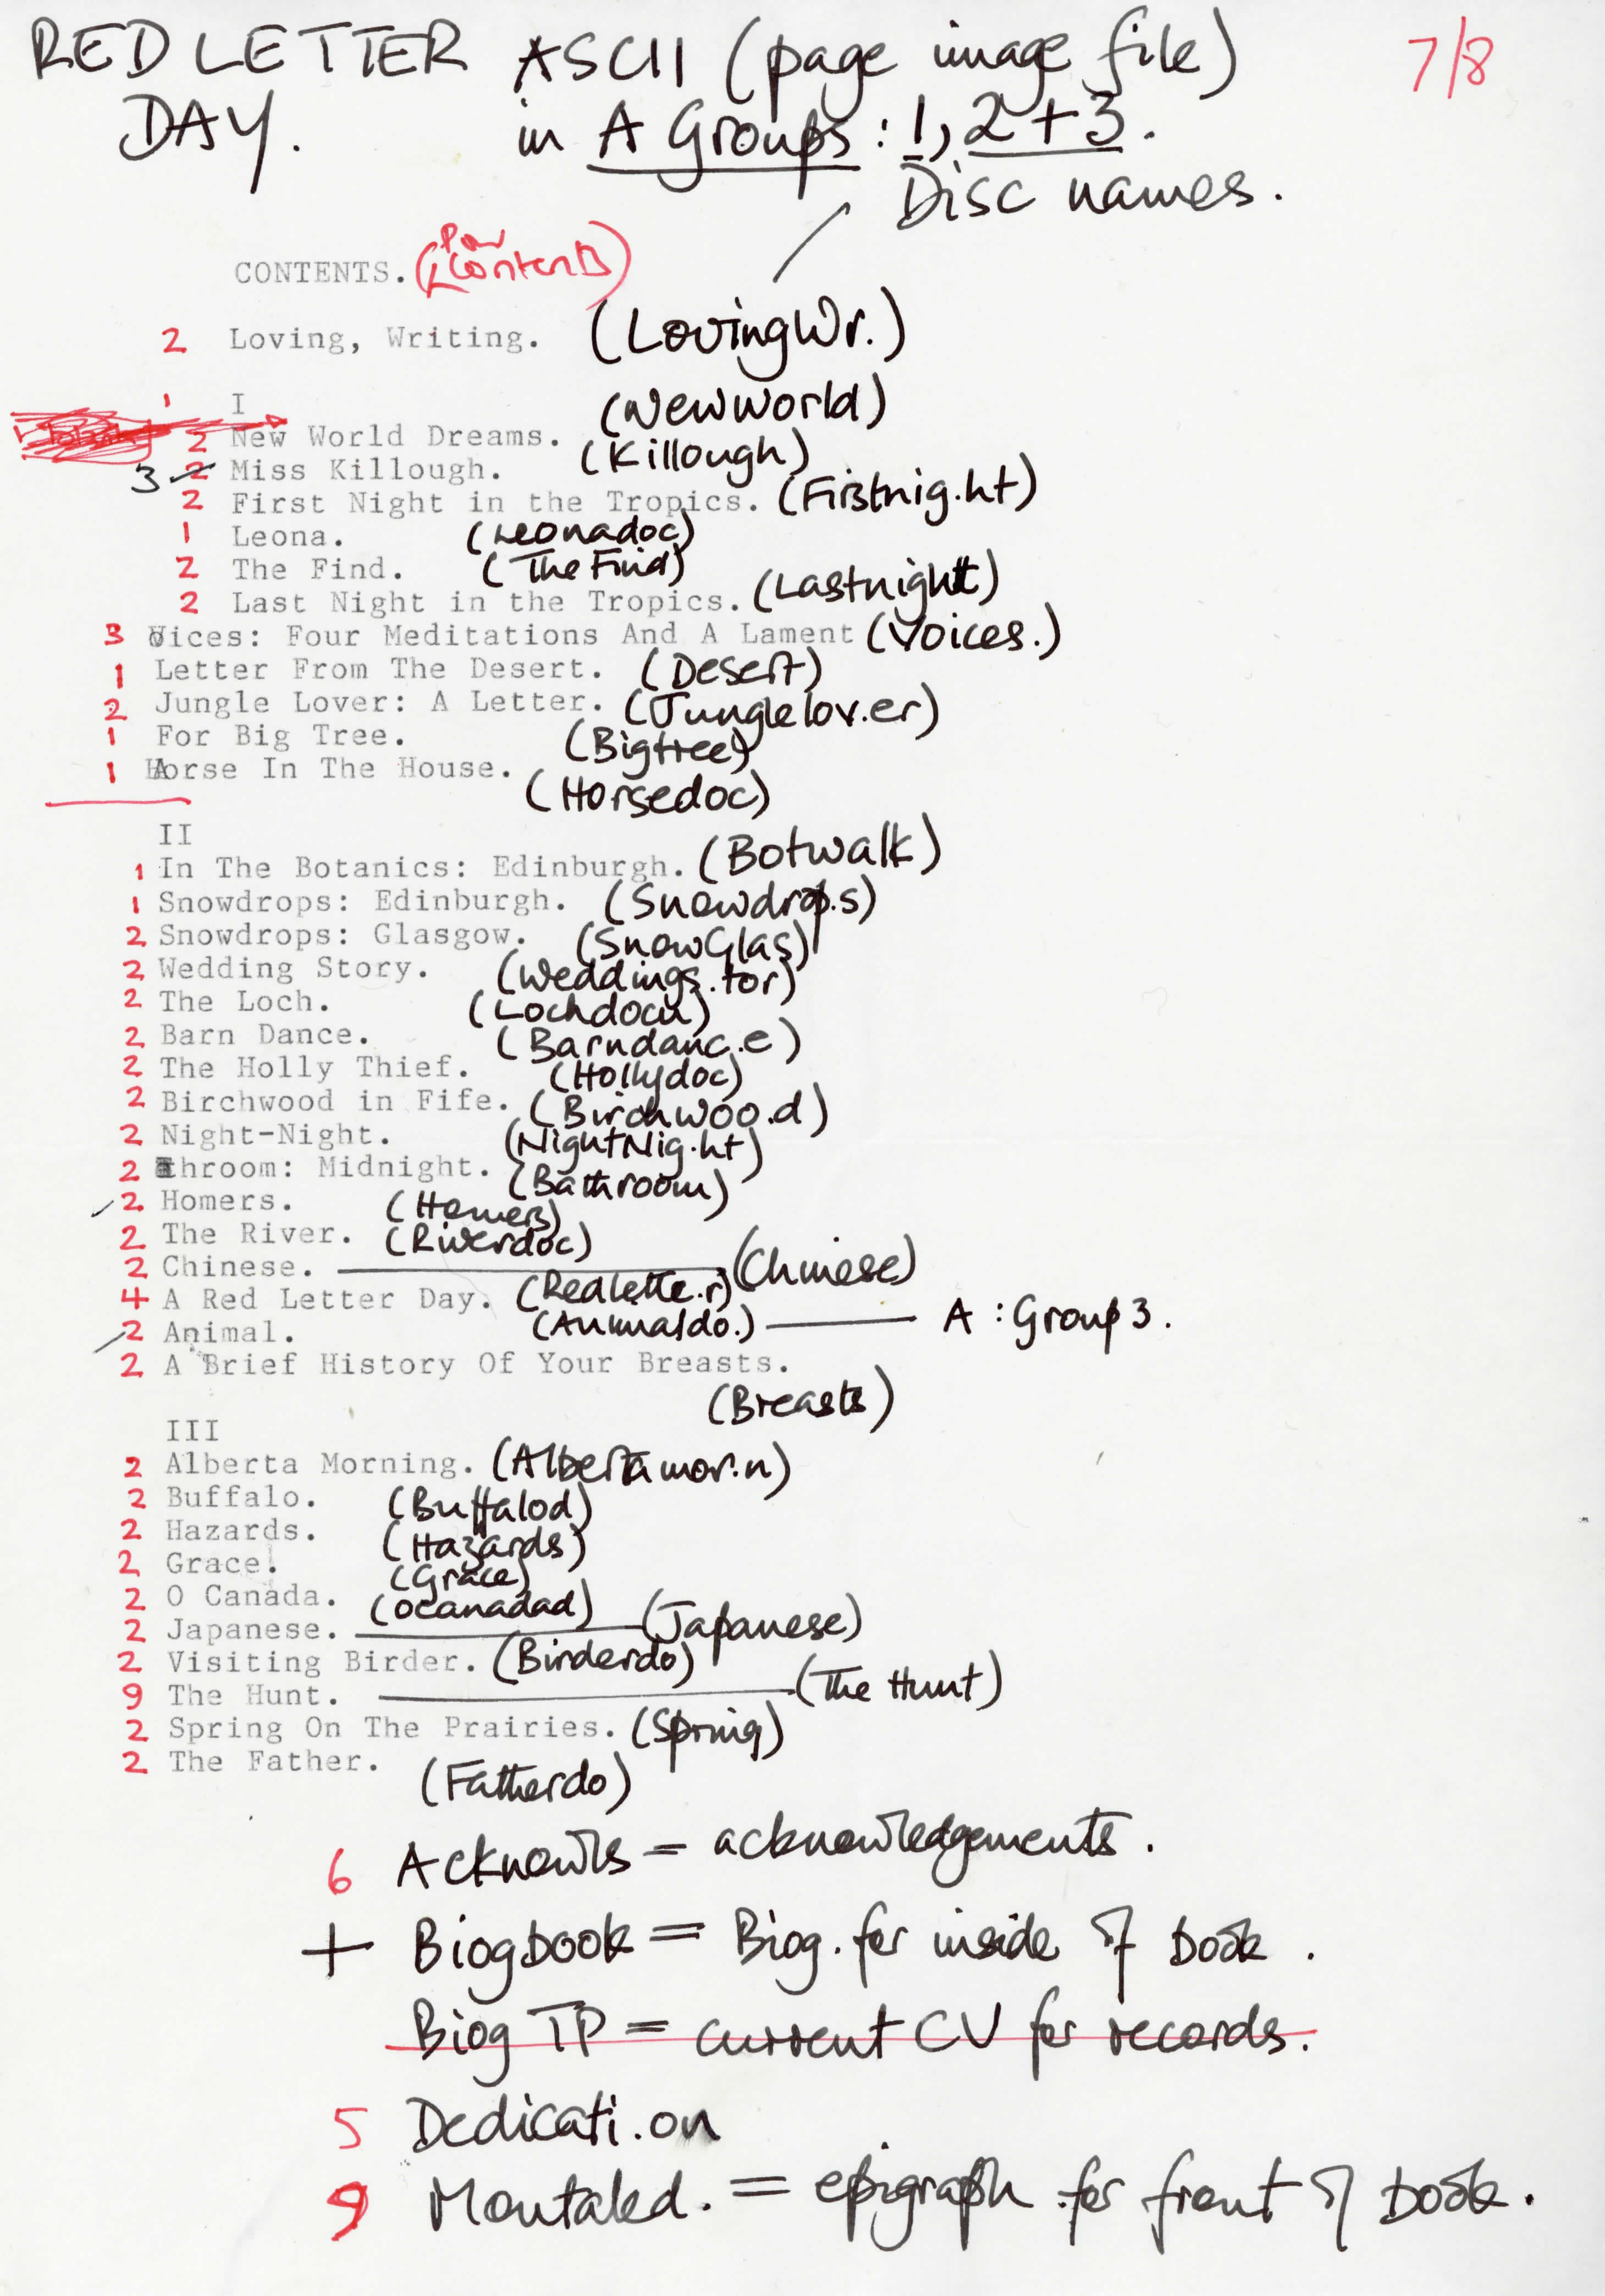 RED LETTER ASCII (page image file) 7/8
DAY. in A Groups: 1, 2 + 3.
Disc names.
CONTENTS. (Contents)
2 Loving, Writing. (LovingWr.)
1 I
2 New World Dreams. (NewWorld)
3 2 Miss Killough. (Killough)
2 First Night in the Tropics. (Firstnig.ht)
1 Leona. (Leonadoc)
2 The Find. (The Find)
2 Last Night in the Tropics. (Lastnight)
3 Voices: Four Meditations And A Lament (Voices.)
1 Letter From The Desert. (Desert)
2 Jungle Lover: A Letter. (Junglelov.er)
1 For Big Tree. (Bigtree)
1 Horse In The House. (Horsedoc)
II
1 In The Botanics: Edinburgh. (Botwalk)
1 Snowdrops: Edinburgh. (Snowdrop.s)
2 Snowdrops: Glasgow. (SnowGlas)
2 Wedding Story. (Weddings.tor)
2 The Loch. (Lochdocu)
2 Barn Dance. (Barndanc.e)
2 The Holly Thief. (Hollydoc)
2 Birchwood in Fife. (Birchwoo.d)
2 Night-Night. (NightNig.ht)
2 throom: Midnight. (Bathroom)
2 Homers. (Homers)
2 The River. (Riverdoc)
2 Chinese. (Chinese)
4 A Red Letter Day. (Redlette.r)
2 Animal. (Animaldo.) A : Group 3.
2 A Brief History Of Your Breasts.
(Breasts)
III
2 Alberta Morning. (Albertamor.n)
2 Buffalo. (Buffalod)
2 Hazards. (Hazards)
2 Grace. (Grace)
2 O Canada. (Ocanadad)
2 Japanese. (Japanese)
2 Visiting Birder. (Birderdo)
9 The Hunt. (The Hunt)
2 Spring On The Prairies. (Spring)
2 The Father. (Fatherdo)
6 Acknowls = acknowledgements.
+ Biogbook = Biog. for inside of book.
Biog TP = current CV for records.
5 Dedicati.on
9 Montaled. = epigraph for front of book.